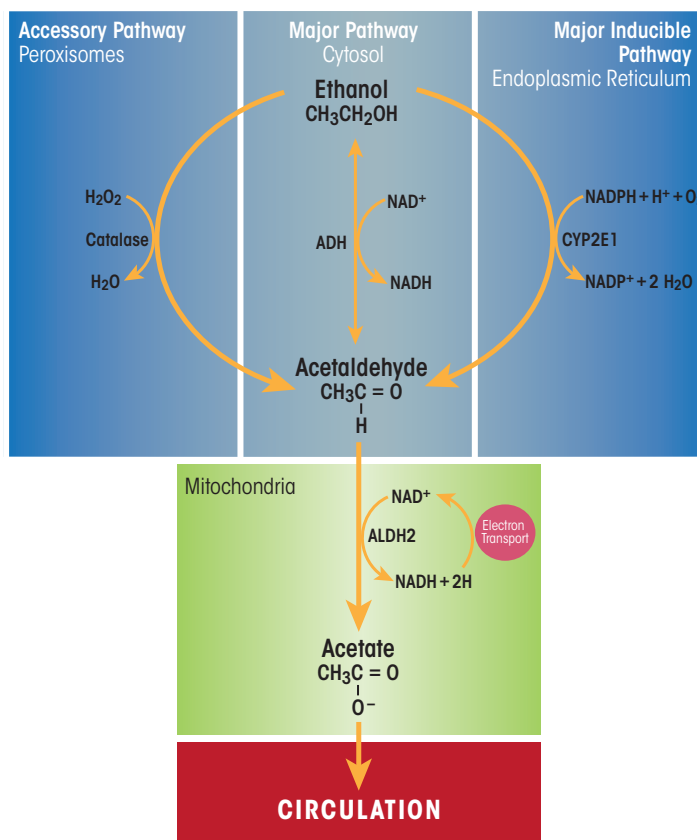 Accessory Pathway
Peroxisomes
Major Pathway
Cytosol
Major Inducible
Pathway
Endoplasmic Reticulum
Ethanol
CH₃CH₂OH
H₂O₂
Catalase
H₂O
NAD⁺
ADH
NADH
NADPH + H⁺ + O
CYP2E1
NADP⁺ + 2 H₂O
Acetaldehyde
CH₃C = O
H
Mitochondria
NAD⁺
ALDH2
NADH + 2H
Electron
Transport
Acetate
CH₃C = O
O⁻
CIRCULATION